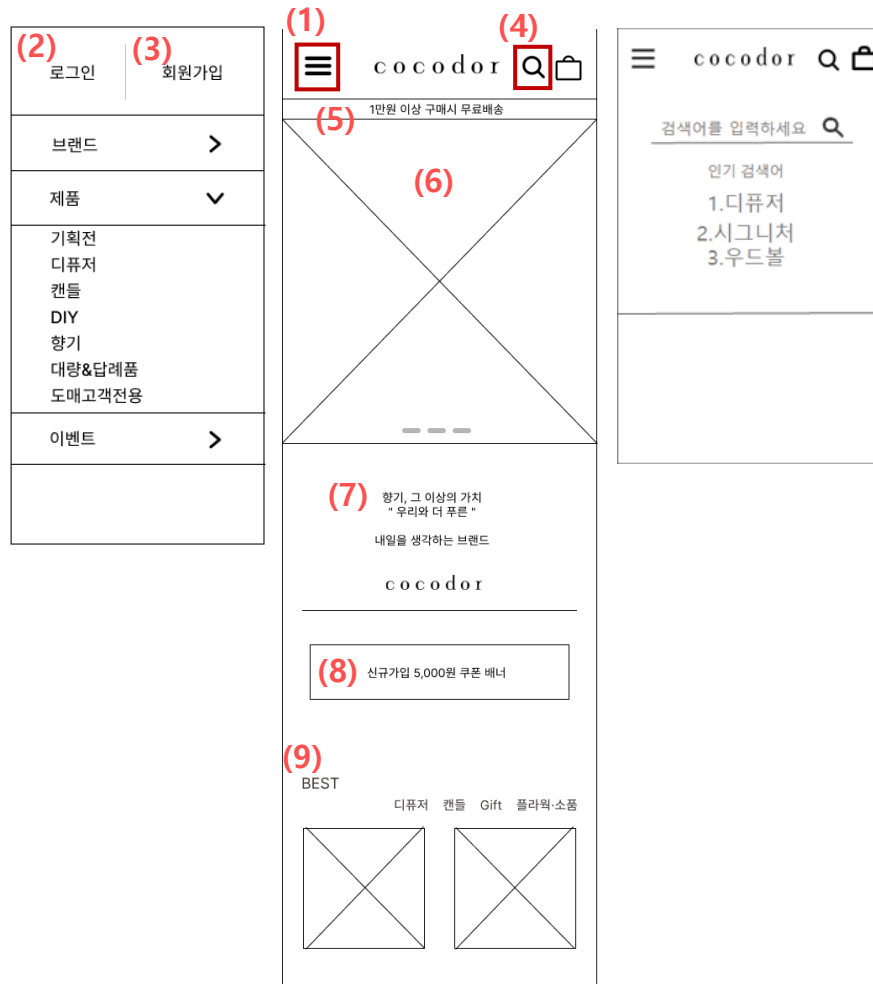 (2)
(3)
로그인
회원가입
브랜드
제품
기획전
디퓨저
캔들
DIY
향기
대량&답례품
도매고객전용
이벤트
(1)
(4)
cocodor
(5)
1만원 이상 구매시 무료배송
(6)
(7)
향기, 그 이상의 가치
" 우리와 더 푸른 "
내일을 생각하는 브랜드
cocodor
(8)
신규가입 5,000원 쿠폰 배너
(9)
BEST
디퓨저 캔들 Gift 플라워·소품
cocodor
검색어를 입력하세요
인기 검색어
1.디퓨저
2.시그니처
3.우드볼